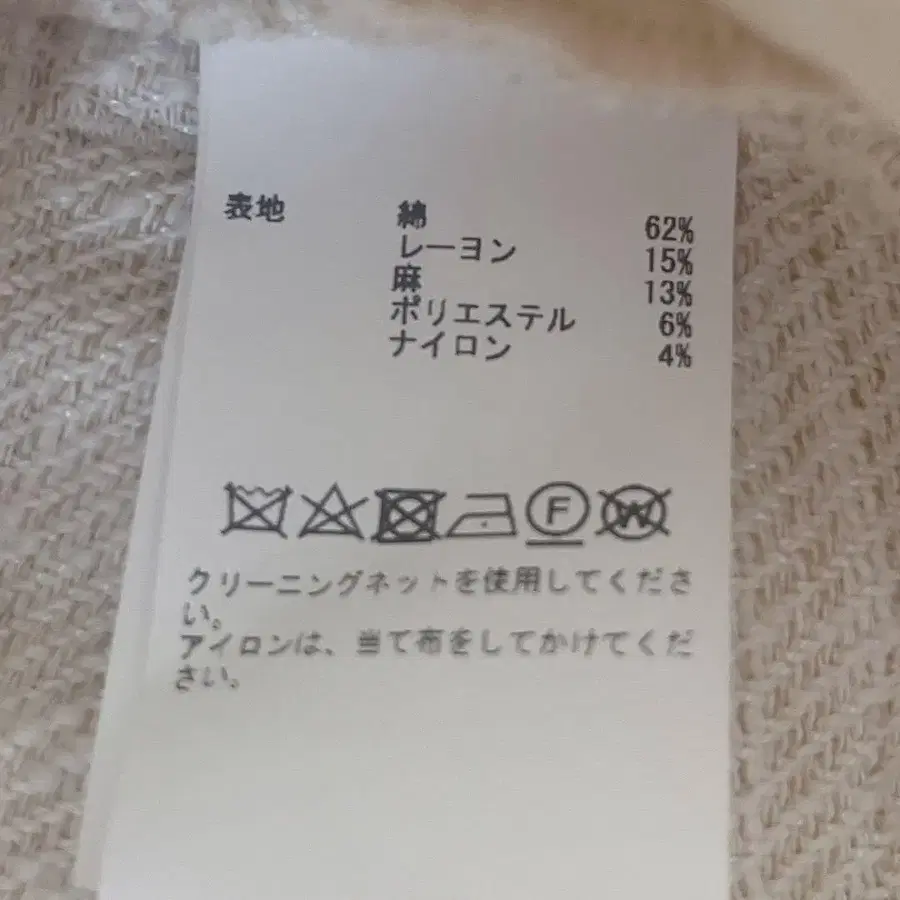 表地 綿 62%
レーヨン 15%
麻 13%
ポリエステル 6%
ナイロン 4%
F W
クリーニングネットを使用してくださ
い。
アイロンは、当て布をしてかけてくだ
さい。